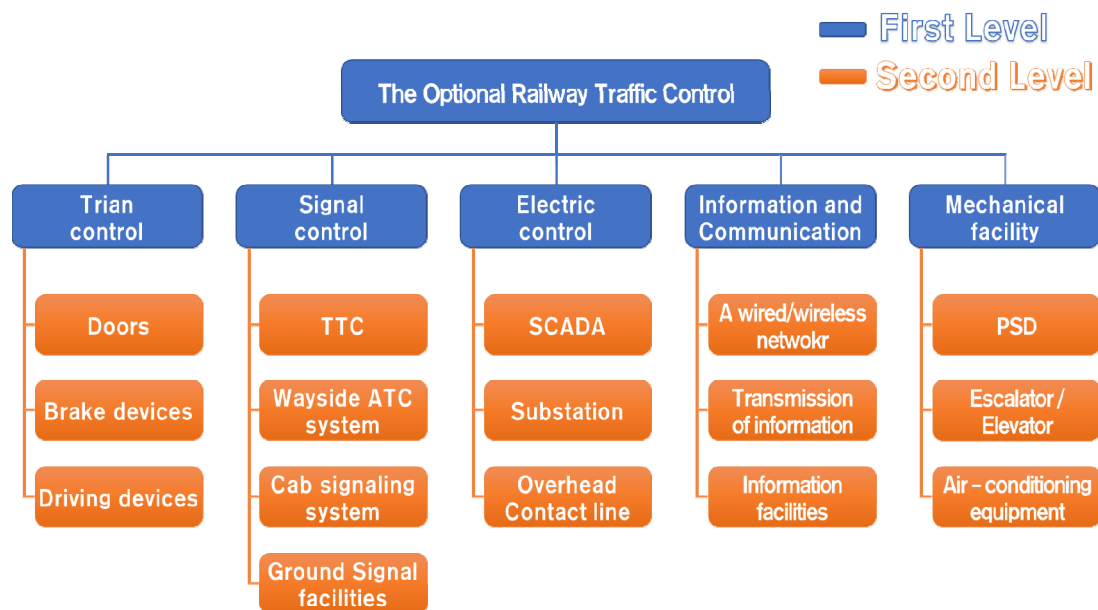 First Level
Second Level
The Optional Railway Traffic Control
Trian
control
Doors
Brake devices
Driving devices
Signal
control
TTC
Wayside ATC
system
Cab signaling
system
Ground Signal
facilities
Electric
control
SCADA
Substation
Overhead
Contact line
Information and
Communication
A wired/wireless
netwokr
Transmission
of information
Information
facilities
Mechanical
facility
PSD
Escalator /
Elevator
Air – conditioning
equipment